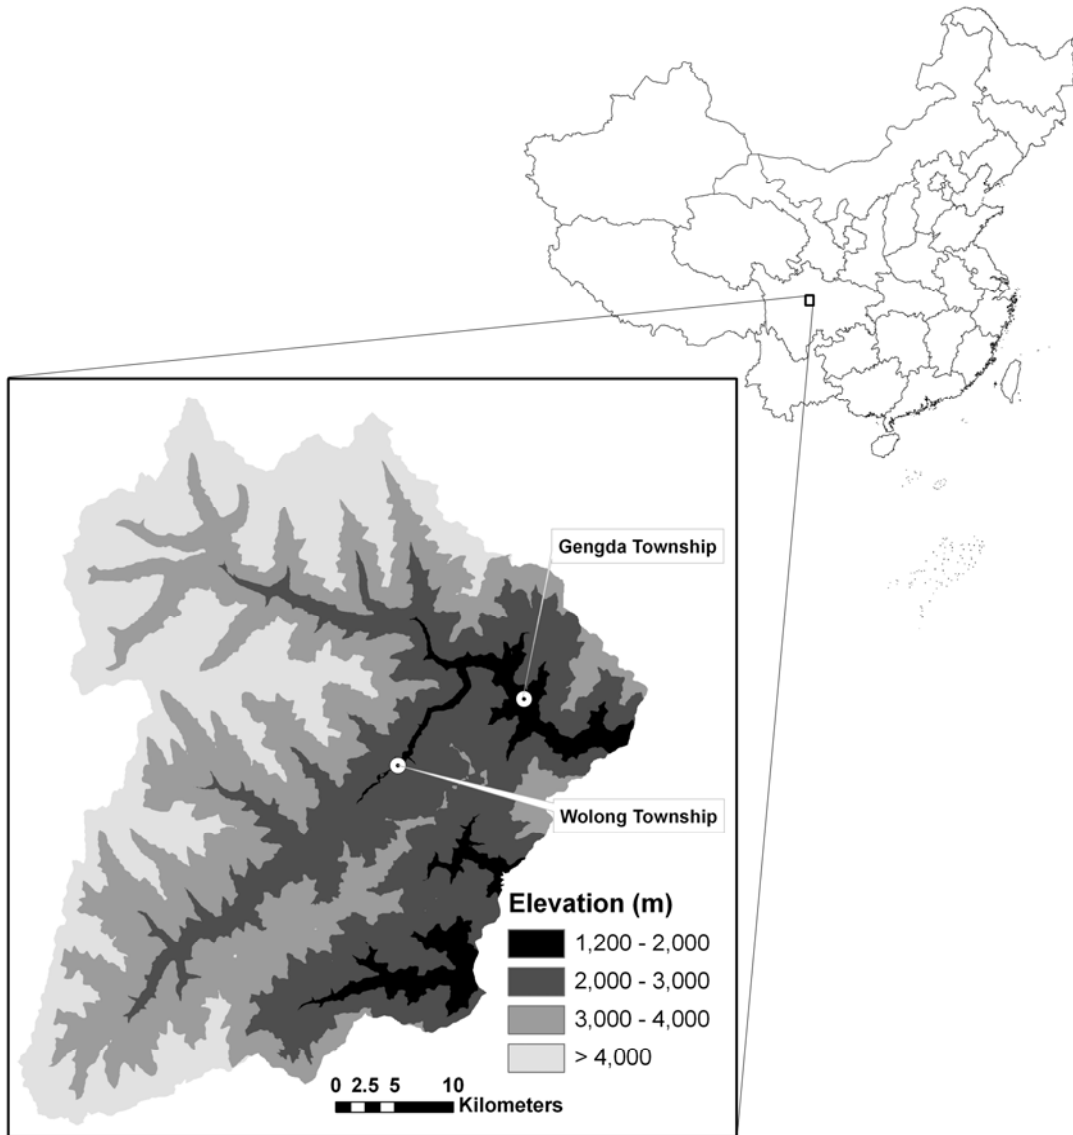 Gengda Township
Wolong Township
Elevation (m)
1,200 - 2,000
2,000 - 3,000
3,000 - 4,000
> 4,000
0 2.5 5 10
Kilometers